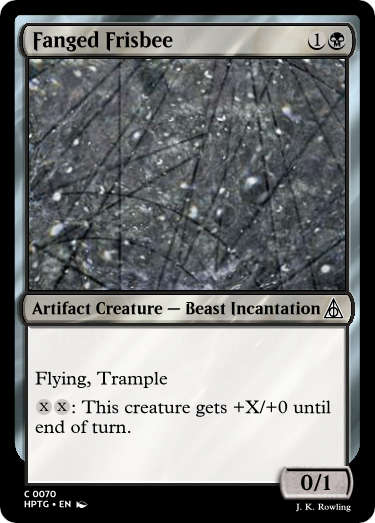 Fanged Frisbee 1
Artifact Creature — Beast Incantation
Flying, Trample
X X: This creature gets +X/+0 until
end of turn.
0/1
C 0070
HPTG • EN J. K. Rowling